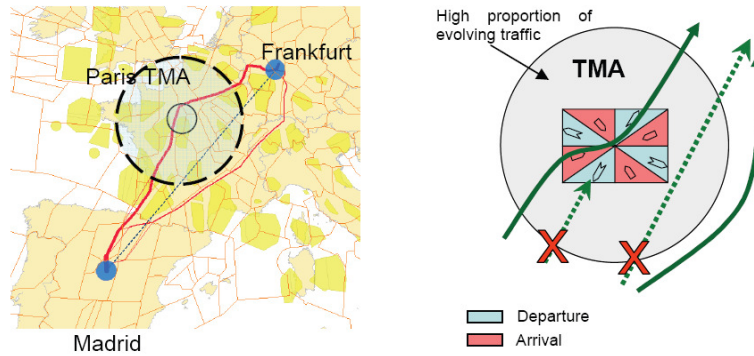 Frankfurt
Paris TMA
Madrid
High proportion of
evolving traffic
TMA
X
X
Departure
Arrival